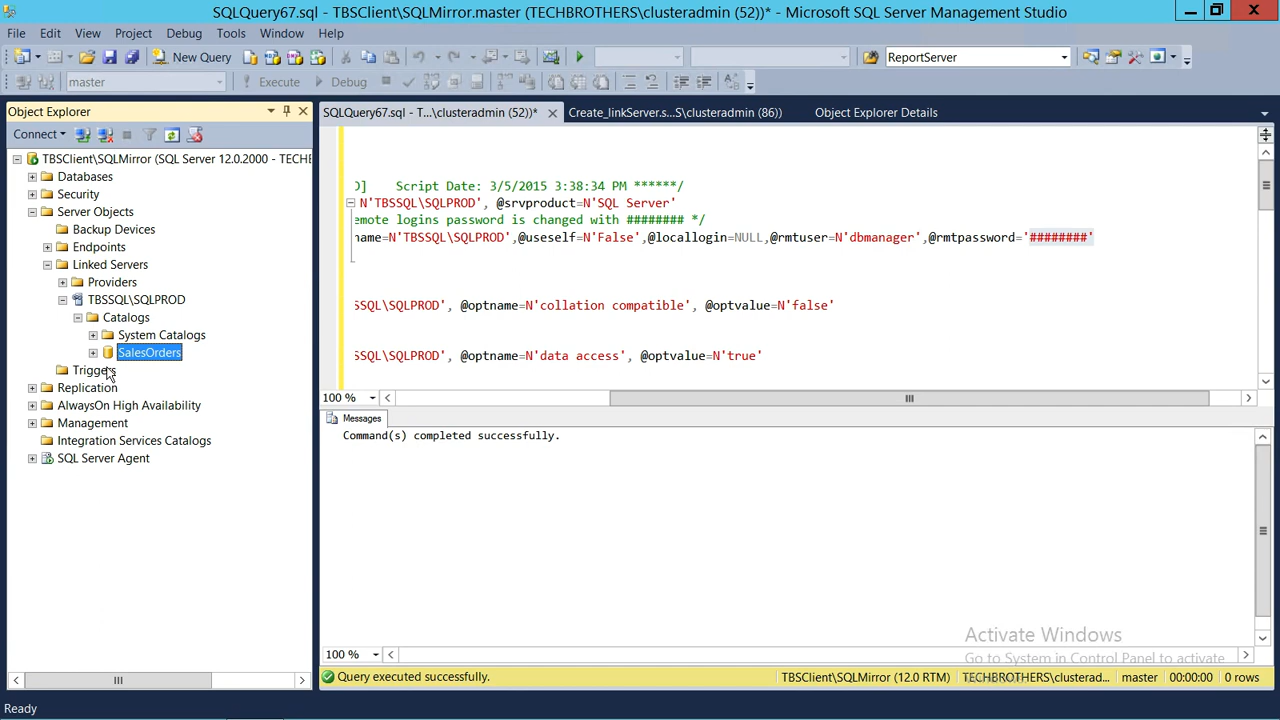 SQLQuery67.sql - TBSClient\SQLMirror.master (TECHBROTHERS\clusteradmin (52))* - Microsoft SQL Server Management Studio
File Edit View Project Debug Tools Window Help
New Query ReportServer
master Execute Debug
Object Explorer
Connect
TBSClient\SQLMirror (SQL Server 12.0.2000 - TECHE
Databases
Security
Server Objects
Backup Devices
Endpoints
Linked Servers
Providers
TBSSQL\SQLPROD
Catalogs
System Catalogs
SalesOrders
Triggers
Replication
AlwaysOn High Availability
Management
Integration Services Catalogs
SQL Server Agent
SQLQuery67.sql - T...\clusteradmin (52))* Create_linkServer.s...S\clusteradmin (86)) Object Explorer Details
0] Script Date: 3/5/2015 3:38:34 PM ******/
N'TBSSQL\SQLPROD', @srvproduct=N'SQL Server'
emote logins password is changed with ######## */
name=N'TBSSQL\SQLPROD',@useself=N'False',@locallogin=NULL,@rmtuser=N'dbmanager',@rmtpassword='########'
SSQL\SQLPROD', @optname=N'collation compatible', @optvalue=N'false'
SSQL\SQLPROD', @optname=N'data access', @optvalue=N'true'
100 %
Messages
Command(s) completed successfully.
100 %
Activate Windows
Go to System in Control Panel to activate
Query executed successfully. TBSClient\SQLMirror (12.0 RTM) TECHBROTHERS\clusterad... master 00:00:00 0 rows
Ready